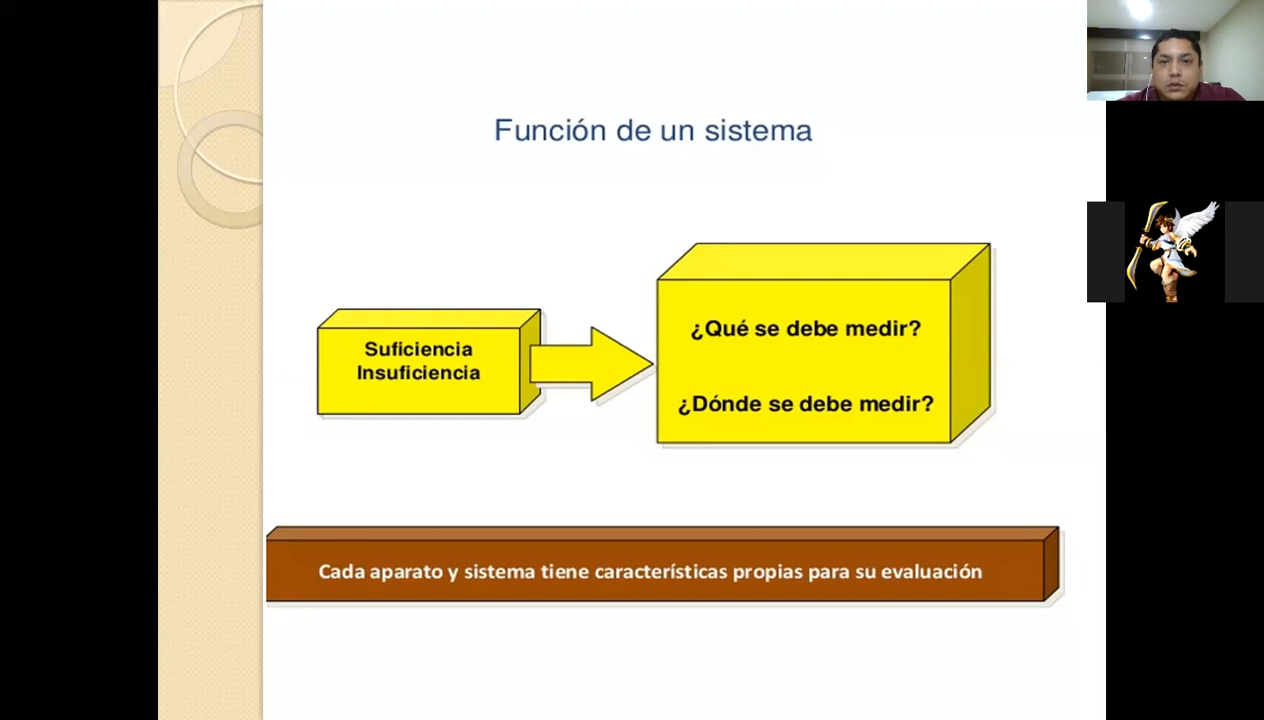 Función de un sistema
Suficiencia
Insuficiencia
¿Qué se debe medir?
¿Dónde se debe medir?
Cada aparato y sistema tiene características propias para su evaluación